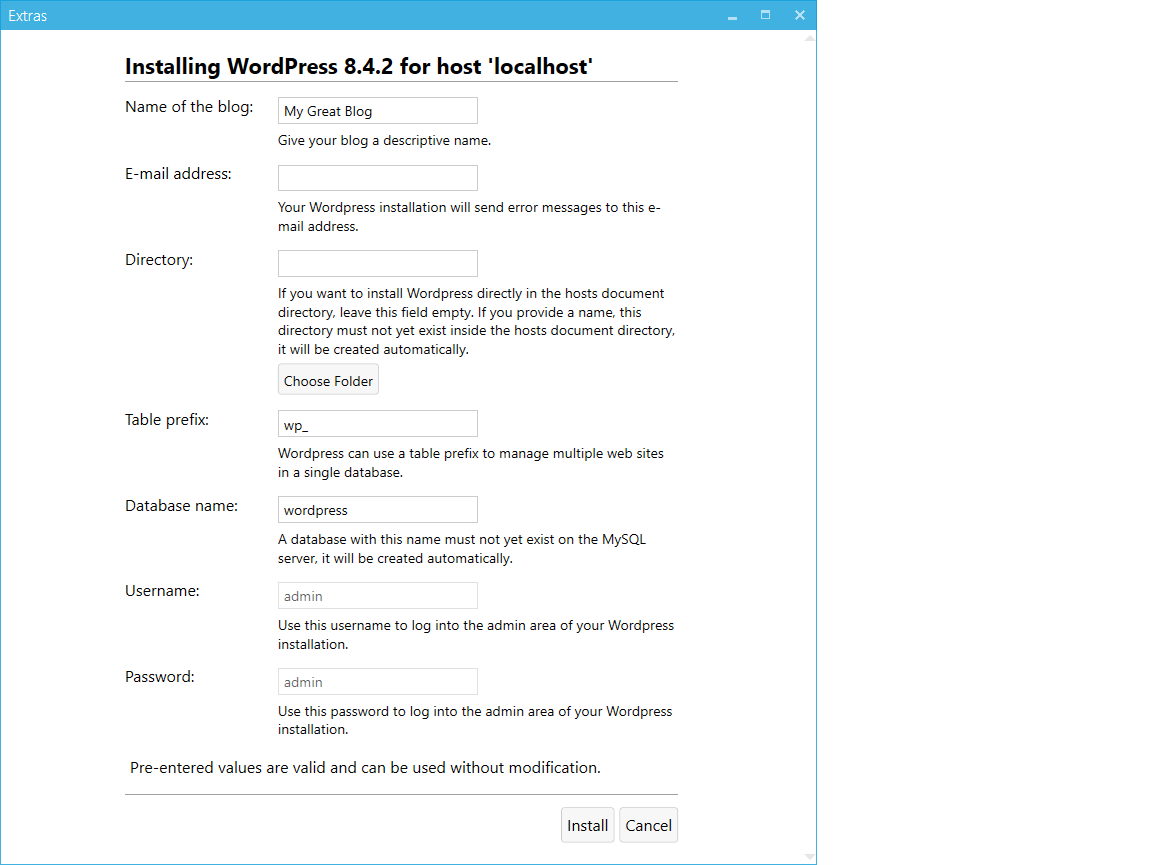 Extras
Installing WordPress 8.4.2 for host 'localhost'
Name of the blog:
My Great Blog
Give your blog a descriptive name.
E-mail address:
Your Wordpress installation will send error messages to this e-
mail address.
Directory:
If you want to install Wordpress directly in the hosts document
directory, leave this field empty. If you provide a name, this
directory must not yet exist inside the hosts document directory,
it will be created automatically.
Choose Folder
Table prefix:
wp_
Wordpress can use a table prefix to manage multiple web sites
in a single database.
Database name:
wordpress
A database with this name must not yet exist on the MySQL
server, it will be created automatically.
Username:
admin
Use this username to log into the admin area of your Wordpress
installation.
Password:
admin
Use this password to log into the admin area of your Wordpress
installation.
Pre-entered values are valid and can be used without modification.
Install Cancel